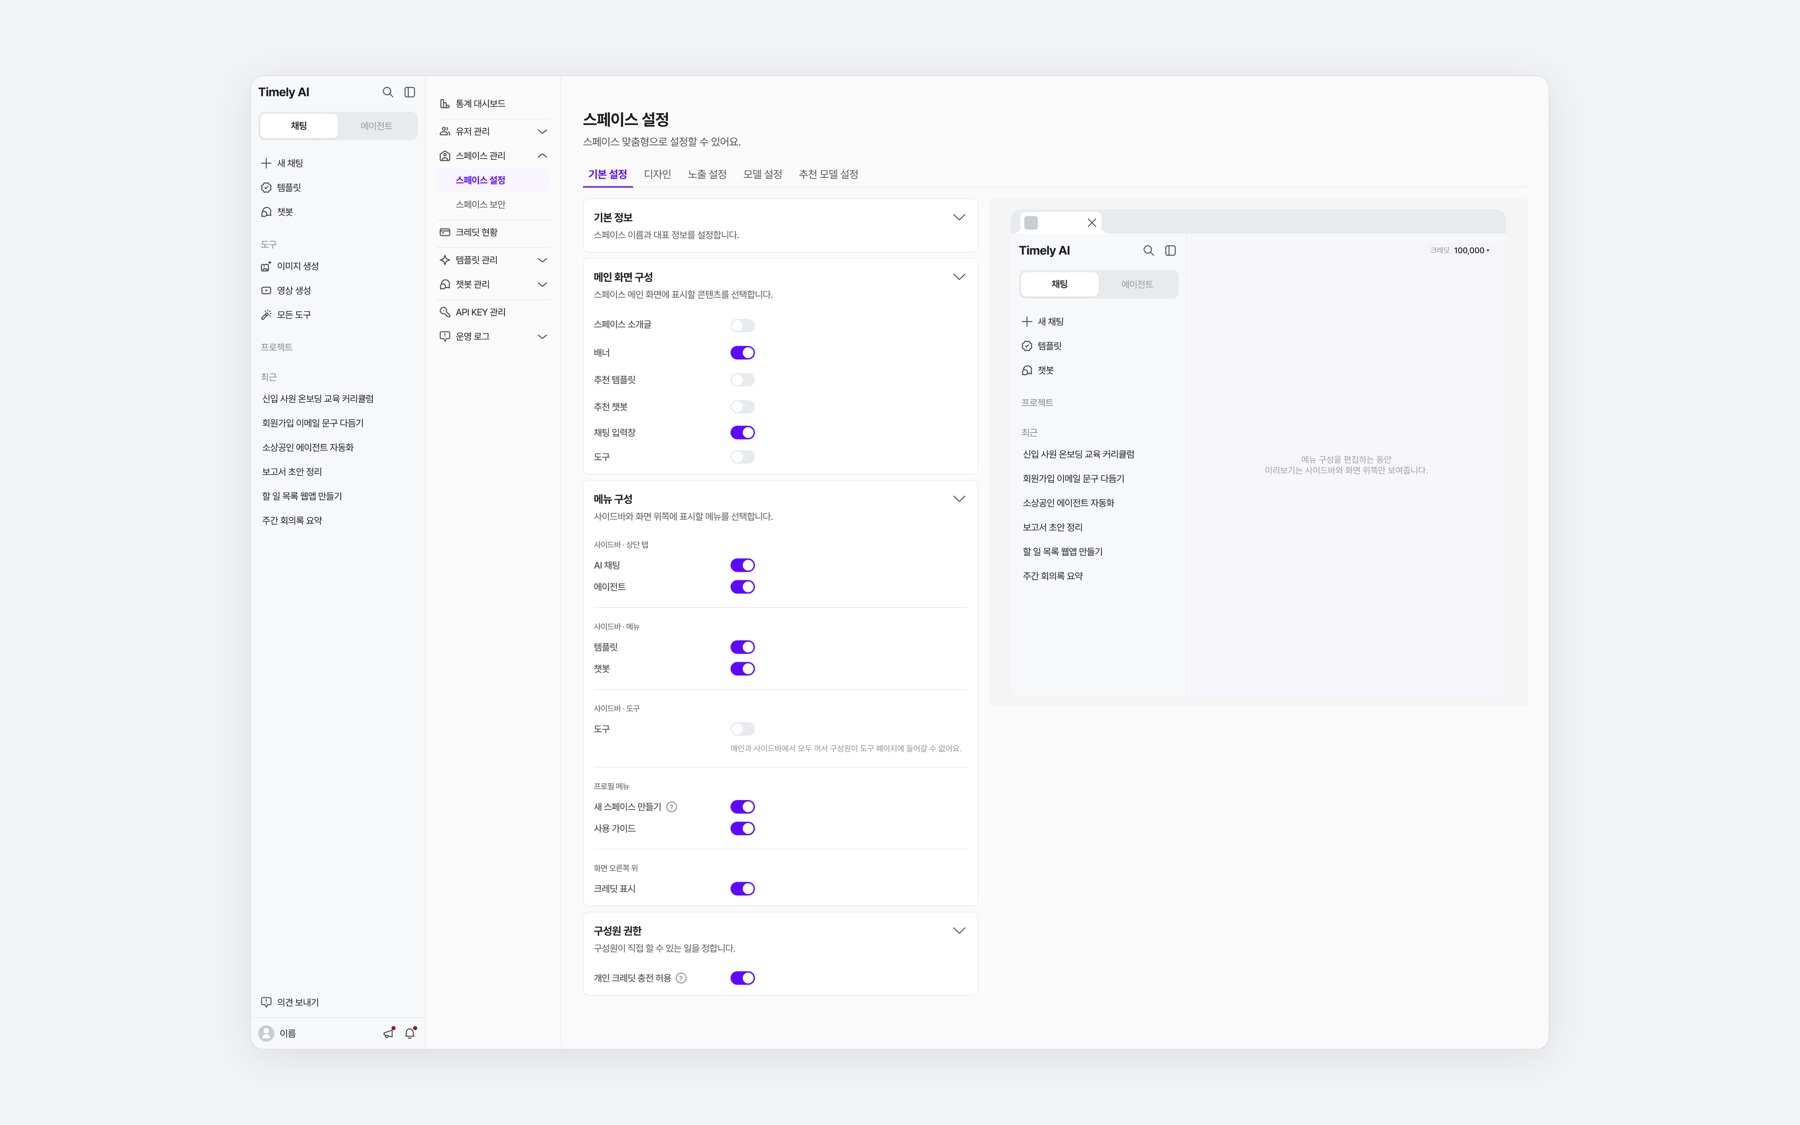 Timely AI
채팅
에이전트
새 채팅
템플릿
챗봇
도구
이미지 생성
영상 생성
모든 도구
프로젝트
최근
신입 사원 온보딩 교육 커리큘럼
회원가입 이메일 문구 다듬기
소상공인 에이전트 자동화
보고서 초안 정리
할 일 목록 웹앱 만들기
주간 회의록 요약
의견 보내기
이름
통계 대시보드
유저 관리
스페이스 관리
스페이스 설정
스페이스 보안
크레딧 현황
템플릿 관리
챗봇 관리
API KEY 관리
운영 로그
스페이스 설정
스페이스 맞춤형으로 설정할 수 있어요.
기본 설정
디자인
노출 설정
모델 설정
추천 모델 설정
기본 정보
스페이스 이름과 대표 정보를 설정합니다.
메인 화면 구성
스페이스 메인 화면에 표시할 콘텐츠를 선택합니다.
스페이스 소개글
배너
추천 템플릿
추천 챗봇
채팅 입력창
도구
메뉴 구성
사이드바와 화면 위쪽에 표시할 메뉴를 선택합니다.
사이드바 · 상단 탭
AI 채팅
에이전트
사이드바 · 메뉴
템플릿
챗봇
사이드바 · 도구
도구
메인과 사이드바에서 모두 꺼서 구성원이 도구 페이지에 들어갈 수 없어요.
프로필 메뉴
새 스페이스 만들기 ?
사용 가이드
화면 오른쪽 위
크레딧 표시
구성원 권한
구성원이 직접 할 수 있는 일을 정합니다.
개인 크레딧 충전 허용 ?
Timely AI
크레딧 100,000
채팅
에이전트
새 채팅
템플릿
챗봇
프로젝트
최근
신입 사원 온보딩 교육 커리큘럼
회원가입 이메일 문구 다듬기
소상공인 에이전트 자동화
보고서 초안 정리
할 일 목록 웹앱 만들기
주간 회의록 요약
메뉴 구성을 편집하는 동안
미리보기는 사이드바와 화면 위쪽만 보여줍니다.